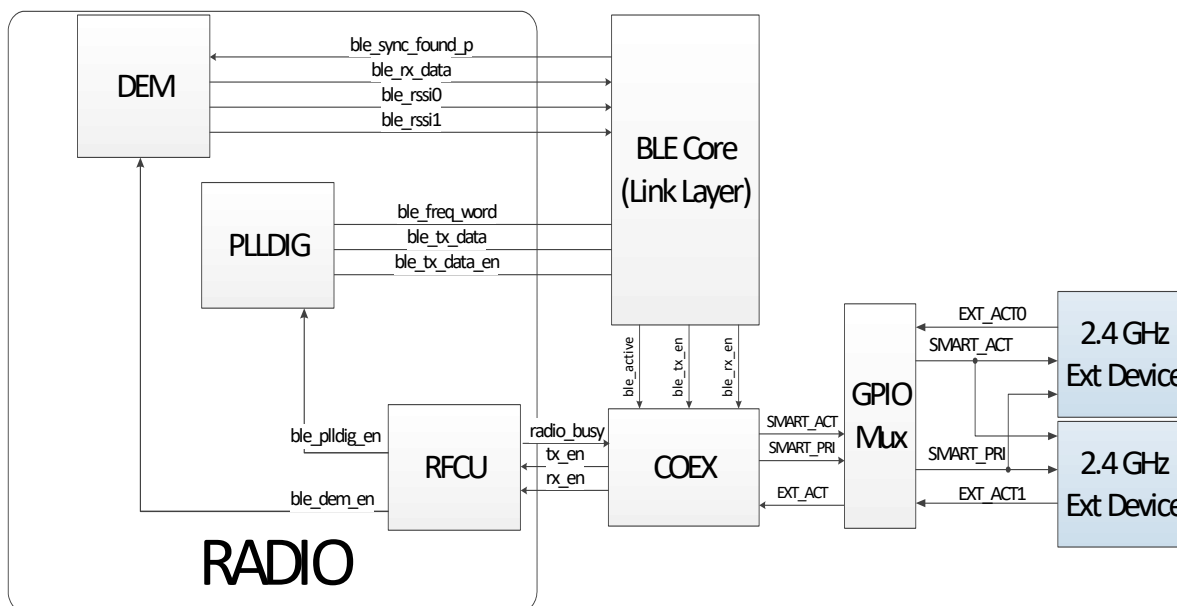 DEM
ble_sync_found_p
ble_rx_data
ble_rssi0
ble_rssi1
BLE Core
(Link Layer)
PLLDIG
ble_freq_word
ble_tx_data
ble_tx_data_en
ble_active
ble_tx_en
ble_rx_en
EXT_ACT0
SMART_ACT
2.4 GHz
Ext Device
GPIO
Mux
ble_plldig_en
RFCU
radio_busy
tx_en
rx_en
COEX
SMART_ACT
SMART_PRI
EXT_ACT
SMART_PRI
EXT_ACT1
2.4 GHz
Ext Device
ble_dem_en
RADIO